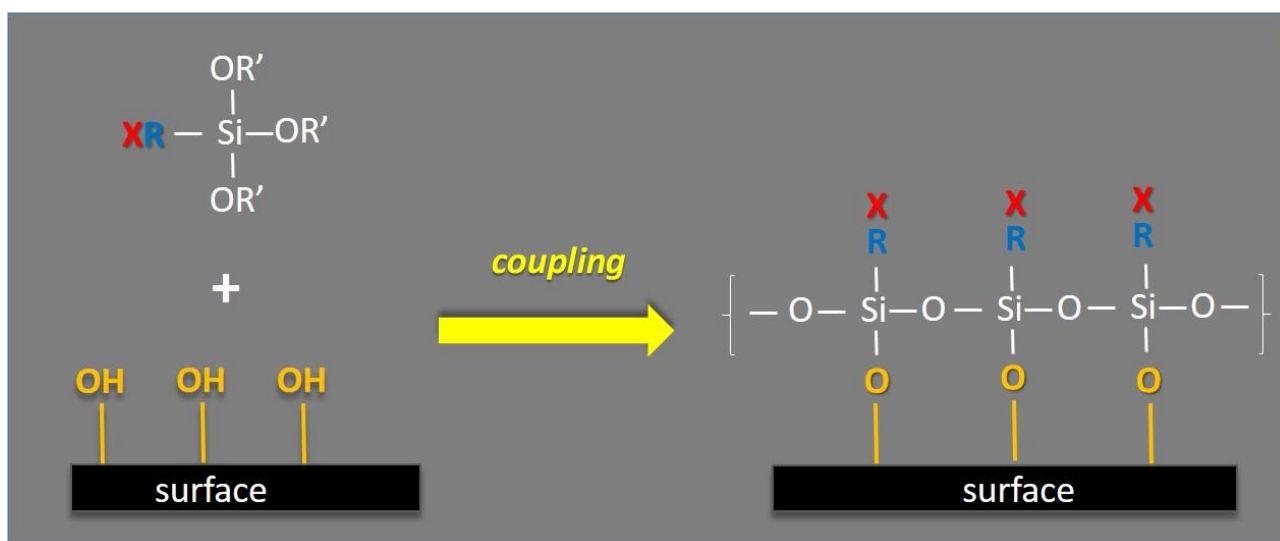 OR’
XR — Si — OR’
OR’
+
coupling
OH OH OH
surface
X X X
R R R
— O — Si — O — Si — O — Si — O —
O O O
surface